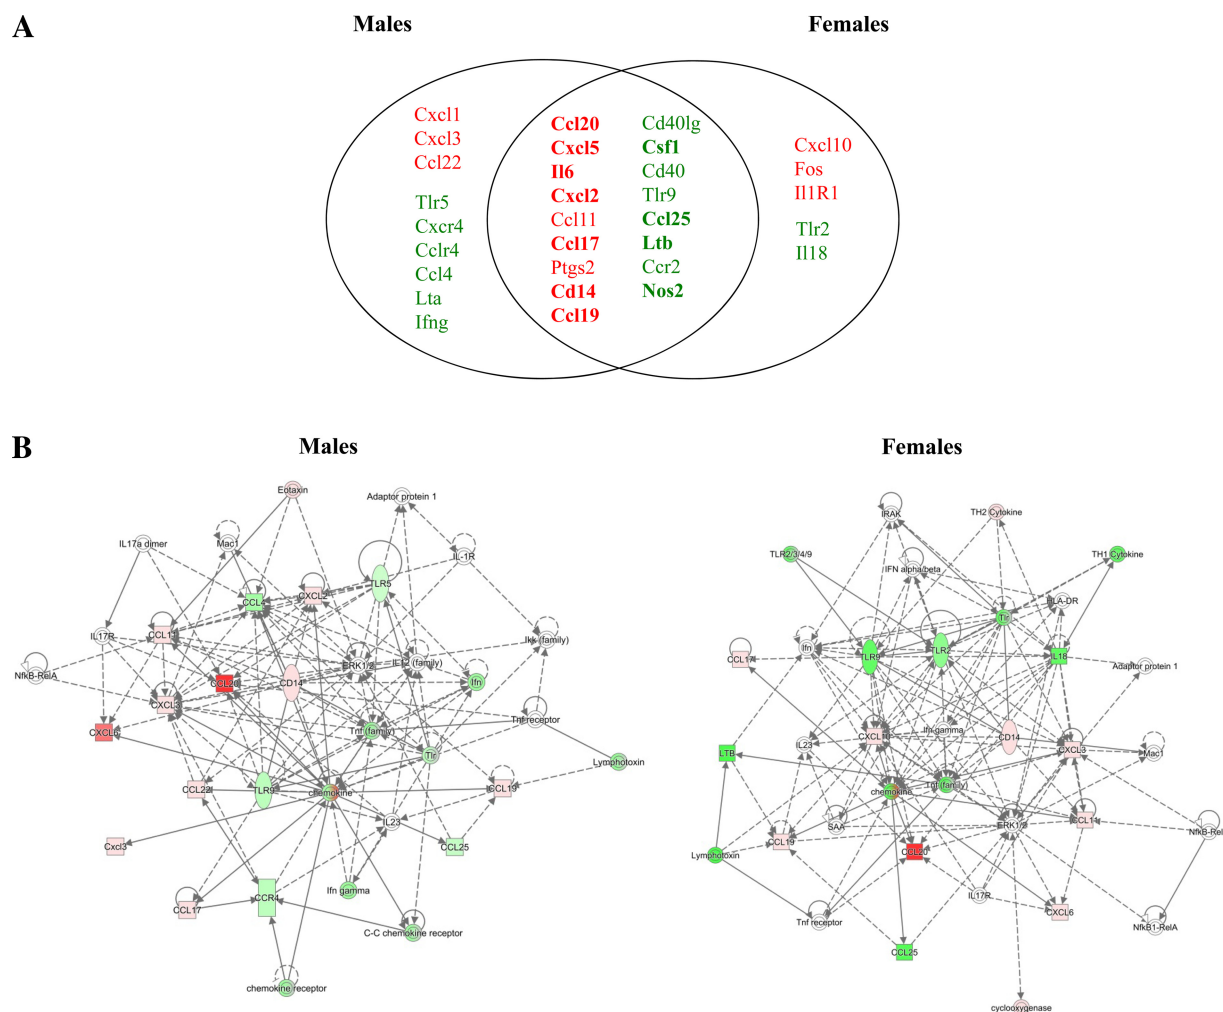 A
Males
Females
Cxcl1
Cxcl3
Ccl22
Tlr5
Cxcr4
Cclr4
Ccl4
Lta
Ifng
Ccl20
Cxcl5
Il6
Cxcl2
Ccl11
Ccl17
Ptgs2
Cd14
Ccl19
Cd40lg
Csf1
Cd40
Tlr9
Ccl25
Ltb
Ccr2
Nos2
Cxcl10
Fos
Il1R1
Tlr2
Il18
B
Males
Eotaxin
Adaptor protein 1
IL17a dimer
Mac1
IL-1R
TLR5
CCL4
CXCL2
IL17R
CCL11
Ikk (family)
ERK1/2
IL12 (family)
NfkB-RelA
CCL20
CD14
Ifn
CXCL3
Tnf receptor
CXCL6
Tnf (family)
Tlr
Lymphotoxin
CCL22
TLR9
chemokine
CCL19
IL23
Cxcl3
CCL25
Ifn gamma
CCR4
CCL17
C-C chemokine receptor
chemokine receptor
Females
IRAK
TH2 Cytokine
TLR2/3/4/9
TH1 Cytokine
IFN alpha/beta
HLA-DR
Tlr
Ifn
TLR9
TLR2
IL18
CCL17
Adaptor protein 1
Ifn gamma
CXCL10
CD14
IL23
CXCL3
Mac1
LTB
Tnf (family)
chemokine
SAA
ERK1/2
CCL11
NfkB-Rel
CCL19
CCL20
Lymphotoxin
IL17R
CXCL6
Tnf receptor
NfkB1-RelA
CCL25
cyclooxygenase